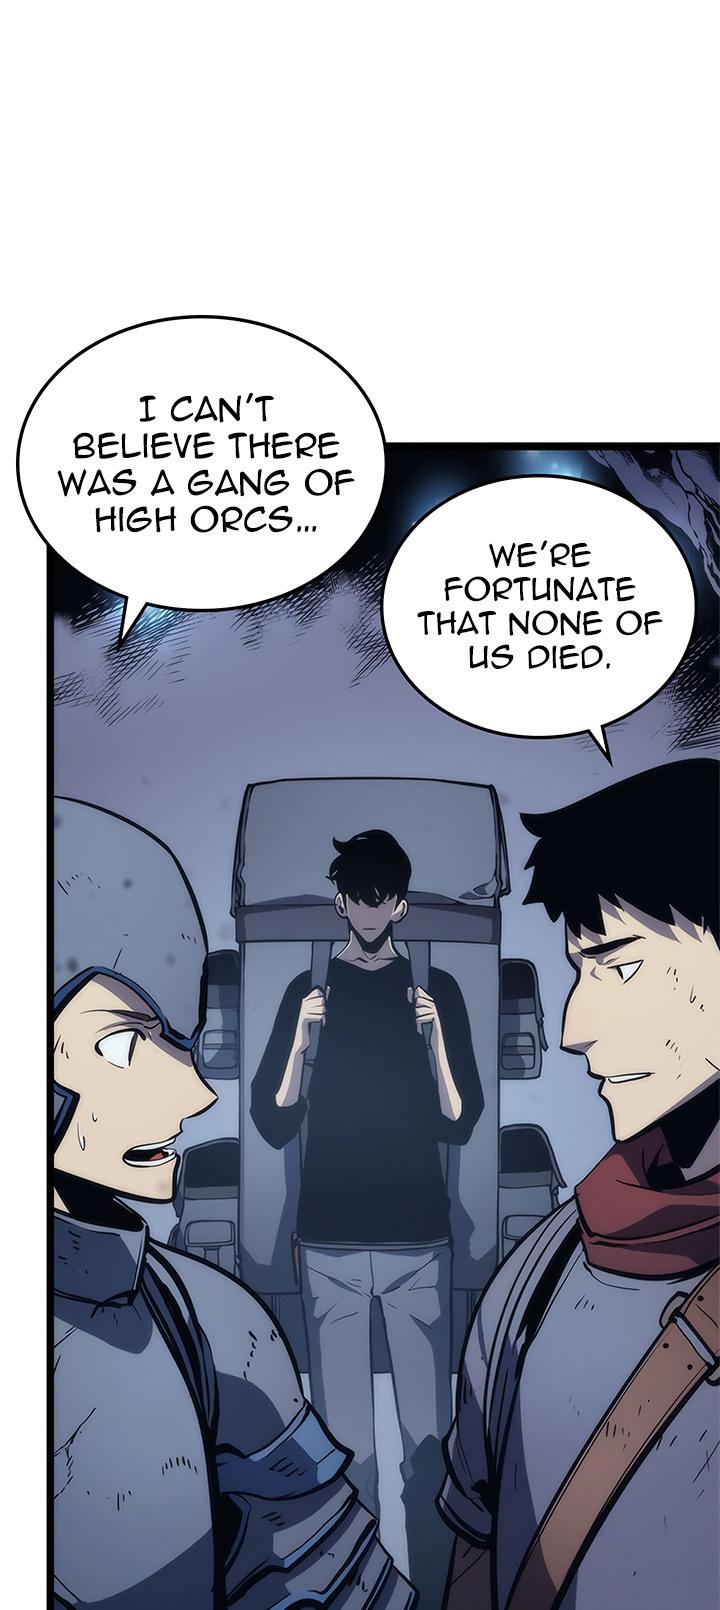 I CAN'T
BELIEVE THERE
WAS A GANG OF
HIGH ORCS...
WE'RE
FORTUNATE
THAT NONE OF
US DIED.